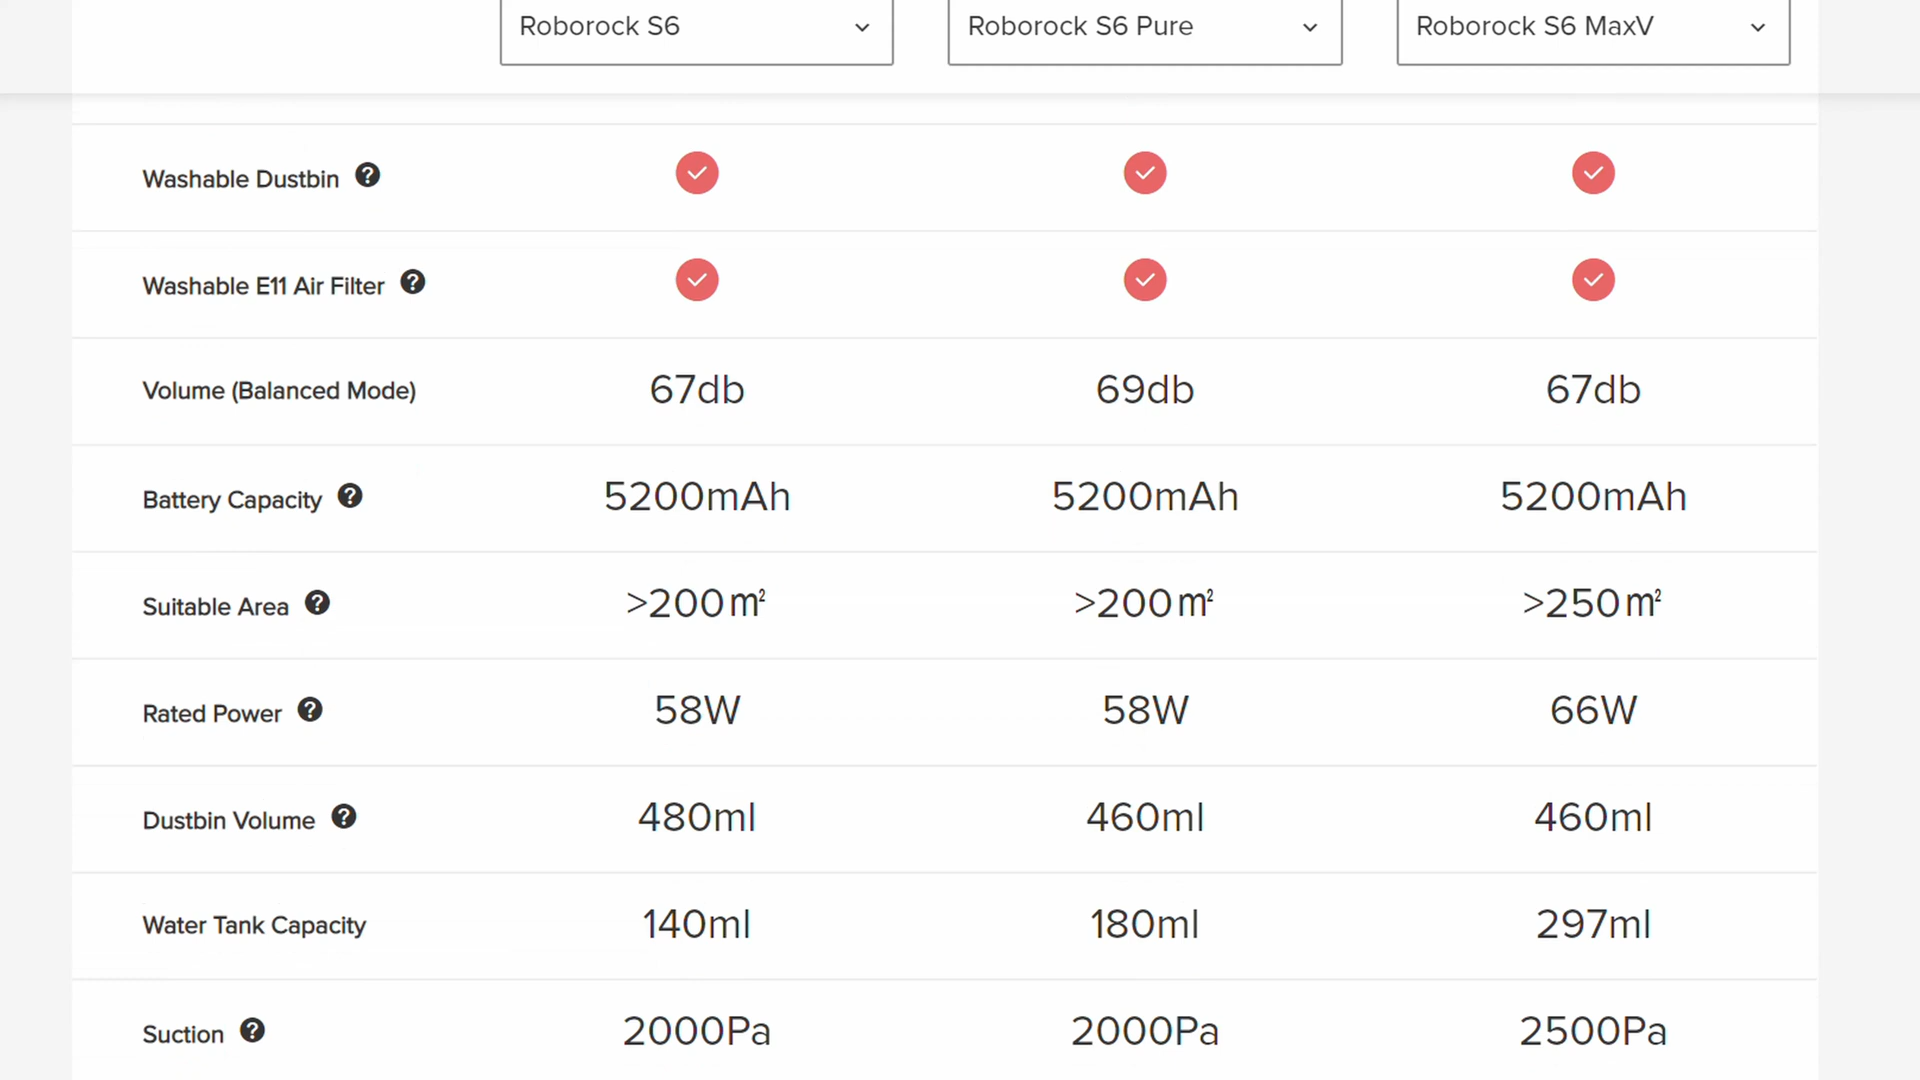 Roborock S6 Roborock S6 Pure Roborock S6 MaxV
Washable Dustbin ?
Washable E11 Air Filter ?
Volume (Balanced Mode) 67db 69db 67db
Battery Capacity ? 5200mAh 5200mAh 5200mAh
Suitable Area ? >200㎡ >200㎡ >250㎡
Rated Power ? 58W 58W 66W
Dustbin Volume ? 480ml 460ml 460ml
Water Tank Capacity 140ml 180ml 297ml
Suction ? 2000Pa 2000Pa 2500Pa